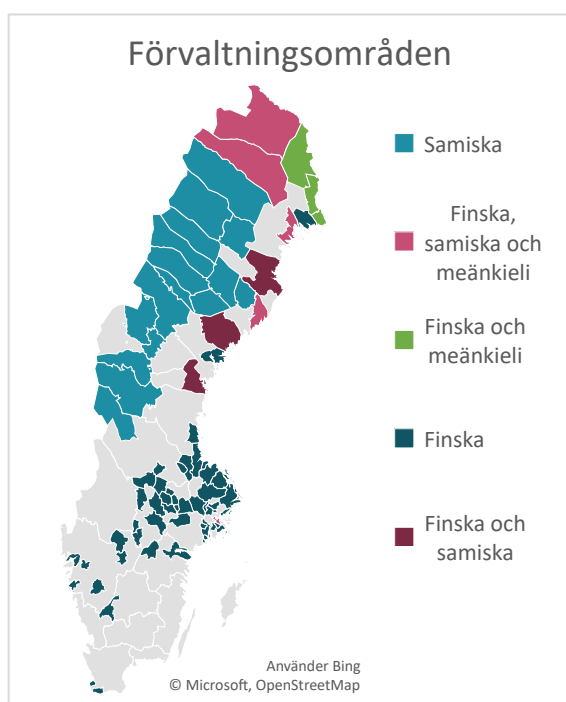 Förvaltningsområden
Samiska
Finska,
samiska och
meänkieli
Finska och
meänkieli
Finska
Finska och
samiska
Använder Bing
© Microsoft, OpenStreetMap